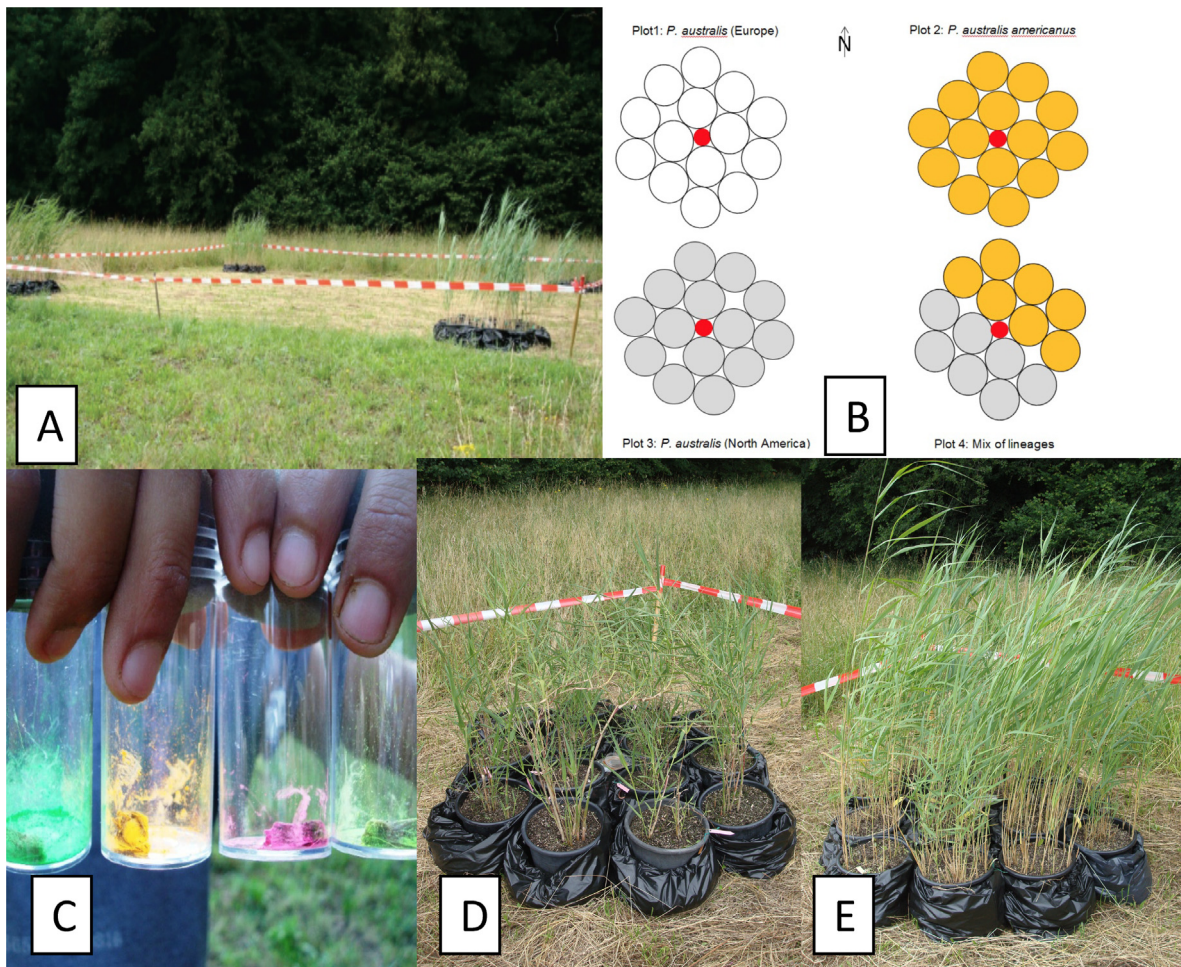 Plot1: P. australis (Europe)
N
Plot 2: P. australis americanus
A
Plot 3: P. australis (North America)
B
Plot 4: Mix of lineages
C
D
E